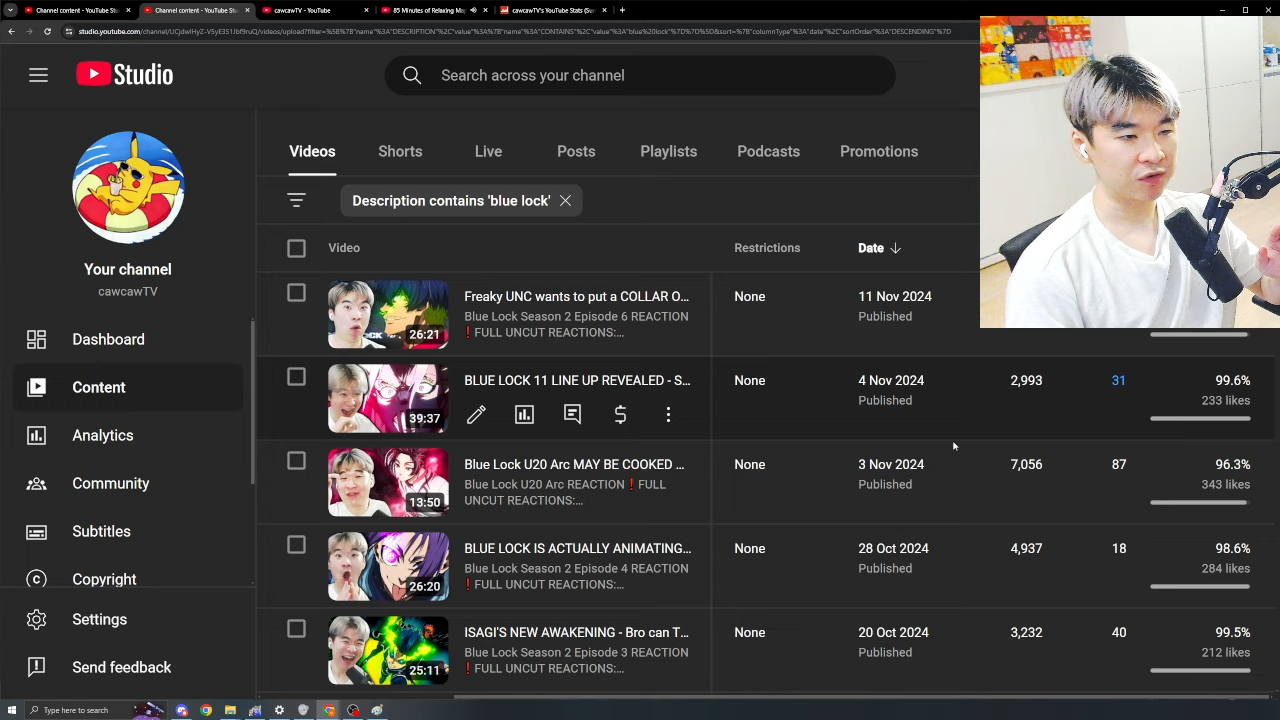 Channel content - YouTube Stu
Channel content - YouTube Stu
cawcawTV - YouTube
85 Minutes of Relaxing Mo
cawcawTV's YouTube Stats (Su
studio.youtube.com
Studio
Search across your channel
Your channel
cawcawTV
Dashboard
Content
Analytics
Community
Subtitles
Copyright
Settings
Send feedback
Videos
Shorts
Live
Posts
Playlists
Podcasts
Promotions
Description contains 'blue lock'
Video
Restrictions
Date
26:21
Freaky UNC wants to put a COLLAR O...
Blue Lock Season 2 Episode 6 REACTION
❗FULL UNCUT REACTIONS:...
None
11 Nov 2024
Published
39:37
BLUE LOCK 11 LINE UP REVEALED - S...
None
4 Nov 2024
Published
2,993
31
99.6%
233 likes
13:50
Blue Lock U20 Arc MAY BE COOKED ...
Blue Lock U20 Arc REACTION❗FULL
UNCUT REACTIONS:...
None
3 Nov 2024
Published
7,056
87
96.3%
343 likes
26:20
BLUE LOCK IS ACTUALLY ANIMATING...
Blue Lock Season 2 Episode 4 REACTION
❗FULL UNCUT REACTIONS:...
None
28 Oct 2024
Published
4,937
18
98.6%
284 likes
25:11
ISAGI'S NEW AWAKENING - Bro can T...
Blue Lock Season 2 Episode 3 REACTION
❗FULL UNCUT REACTIONS:...
None
20 Oct 2024
Published
3,232
40
99.5%
212 likes
Type here to search